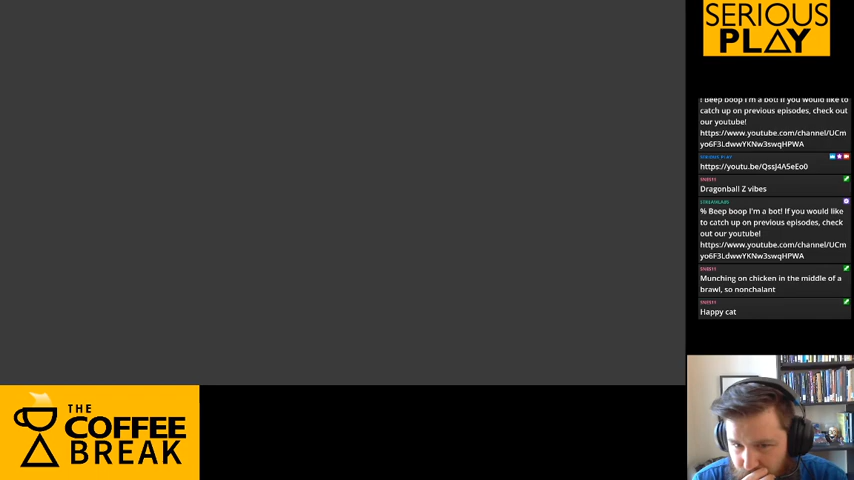 SERIOUS
PLAY
! Beep boop I'm a bot! If you would like to
catch up on previous episodes, check out
our youtube!
https://www.youtube.com/channel/UCm
yo6F3LdwwYKNw3swqHPWA
SERIOUS PLAY
https://youtu.be/QssJ4A5eEo0
Dragonball Z vibes
% Beep boop I'm a bot! If you would like
to catch up on previous episodes, check
out our youtube!
https://www.youtube.com/channel/UCm
yo6F3LdwwYKNw3swqHPWA
Munching on chicken in the middle of a
brawl, so nonchalant
Happy cat
THE
COFFEE
BREAK